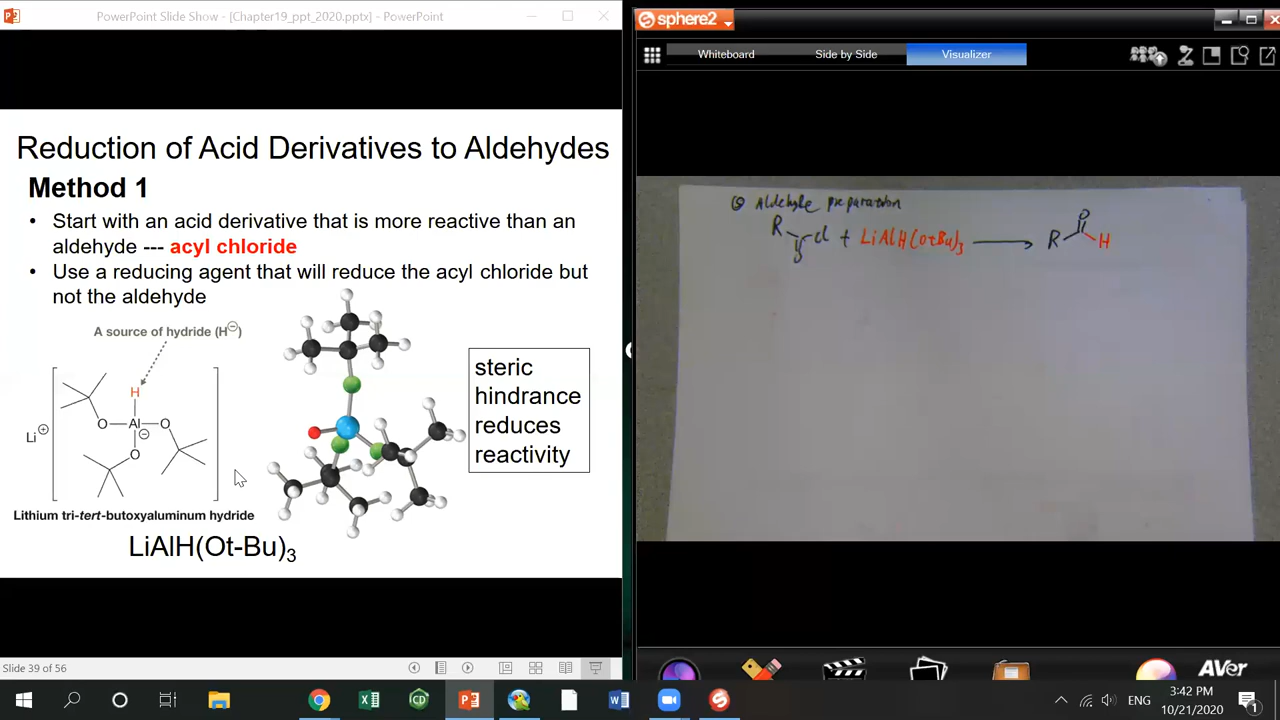 PowerPoint Slide Show - [Chapter19_ppt_2020.pptx] - PowerPoint
Reduction of Acid Derivatives to Aldehydes
Method 1
• Start with an acid derivative that is more reactive than an
aldehyde --- acyl chloride
• Use a reducing agent that will reduce the acyl chloride but
not the aldehyde
A source of hydride (H⊖)
H
Li⊕
O Al O
⊖
O
Lithium tri-tert-butoxyaluminum hydride
LiAlH(Ot-Bu)3
steric
hindrance
reduces
reactivity
Slide 39 of 56
sphere2
Whiteboard Side by Side Visualizer
Aldehyde preparation
R Cl + LiAlH(Ot-Bu)3 → R O H
AVer
ENG
3:42 PM
10/21/2020
1